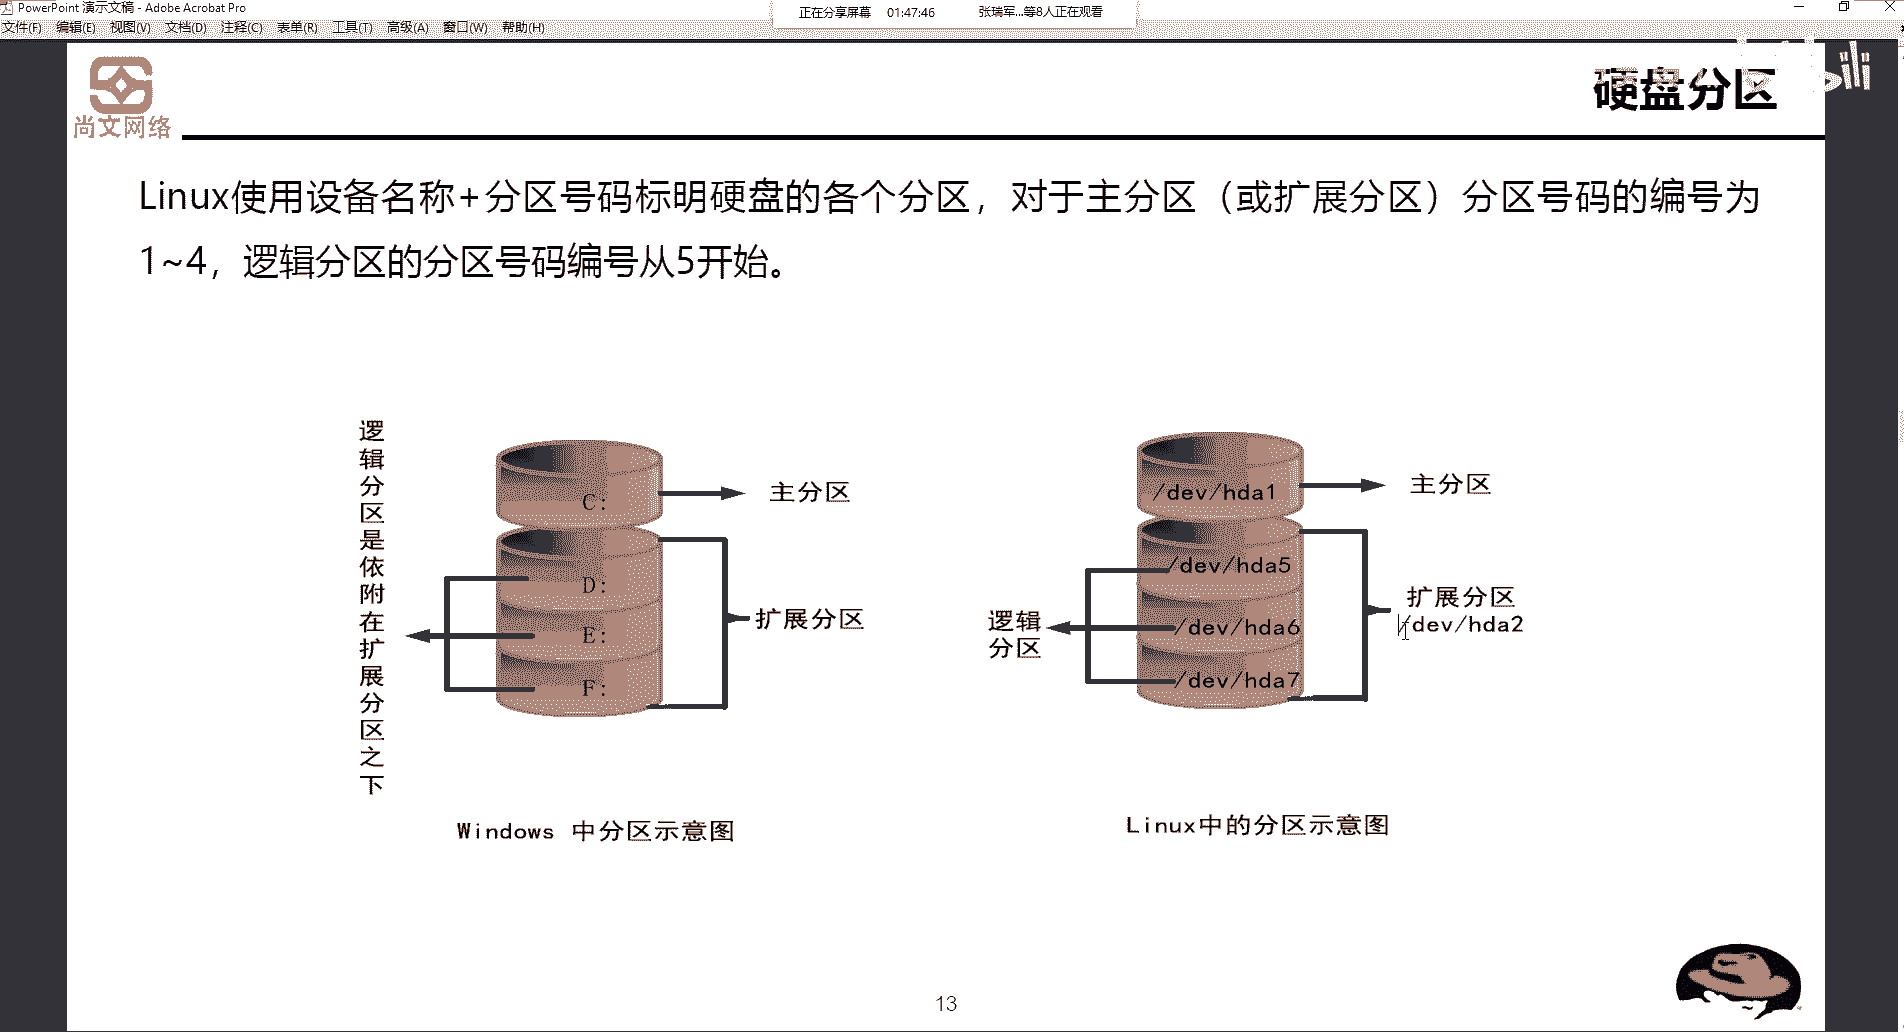 PowerPoint 演示文稿 - Adobe Acrobat Pro
正在分享屏幕 01:47:46 张瑞军...等8人正在观看
文件(F) 编辑(E) 视图(V) 文档(D) 注释(C) 表单(R) 工具(T) 高级(A) 窗口(W) 帮助(H)
尚文网络
硬盘分区
Linux使用设备名称+分区号码标明硬盘的各个分区，对于主分区（或扩展分区）分区号码的编号为
1~4，逻辑分区的分区号码编号从5开始。
逻辑分区是依附在扩展分区之下
C:
主分区
D:
E:
F:
扩展分区
Windows 中分区示意图
/dev/hda1
主分区
/dev/hda5
/dev/hda6
/dev/hda7
逻辑
分区
扩展分区
/dev/hda2
Linux中的分区示意图
13